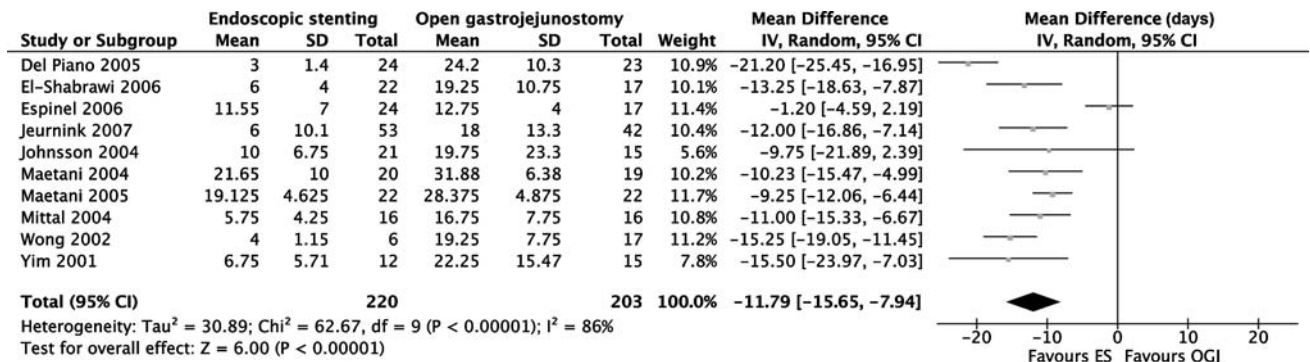 Endoscopic stenting Open gastrojejunostomy Mean Difference Mean Difference (days)
Study or Subgroup Mean SD Total Mean SD Total Weight IV, Random, 95% CI IV, Random, 95% CI
Del Piano 2005 3 1.4 24 24.2 10.3 23 10.9% −21.20 [−25.45, −16.95]
El–Shabrawi 2006 6 4 22 19.25 10.75 17 10.1% −13.25 [−18.63, −7.87]
Espinel 2006 11.55 7 24 12.75 4 17 11.4% −1.20 [−4.59, 2.19]
Jeurnink 2007 6 10.1 53 18 13.3 42 10.4% −12.00 [−16.86, −7.14]
Johnsson 2004 10 6.75 21 19.75 23.3 15 5.6% −9.75 [−21.89, 2.39]
Maetani 2004 21.65 10 20 31.88 6.38 19 10.2% −10.23 [−15.47, −4.99]
Maetani 2005 19.125 4.625 22 28.375 4.875 22 11.7% −9.25 [−12.06, −6.44]
Mittal 2004 5.75 4.25 16 16.75 7.75 16 10.8% −11.00 [−15.33, −6.67]
Wong 2002 4 1.15 6 19.25 7.75 17 11.2% −15.25 [−19.05, −11.45]
Yim 2001 6.75 5.71 12 22.25 15.47 15 7.8% −15.50 [−23.97, −7.03]
Total (95% CI) 220 203 100.0% −11.79 [−15.65, −7.94]
Heterogeneity: Tau² = 30.89; Chi² = 62.67, df = 9 (P < 0.00001); I² = 86%
Test for overall effect: Z = 6.00 (P < 0.00001)
−20 −10 0 10 20
Favours ES Favours OGJ